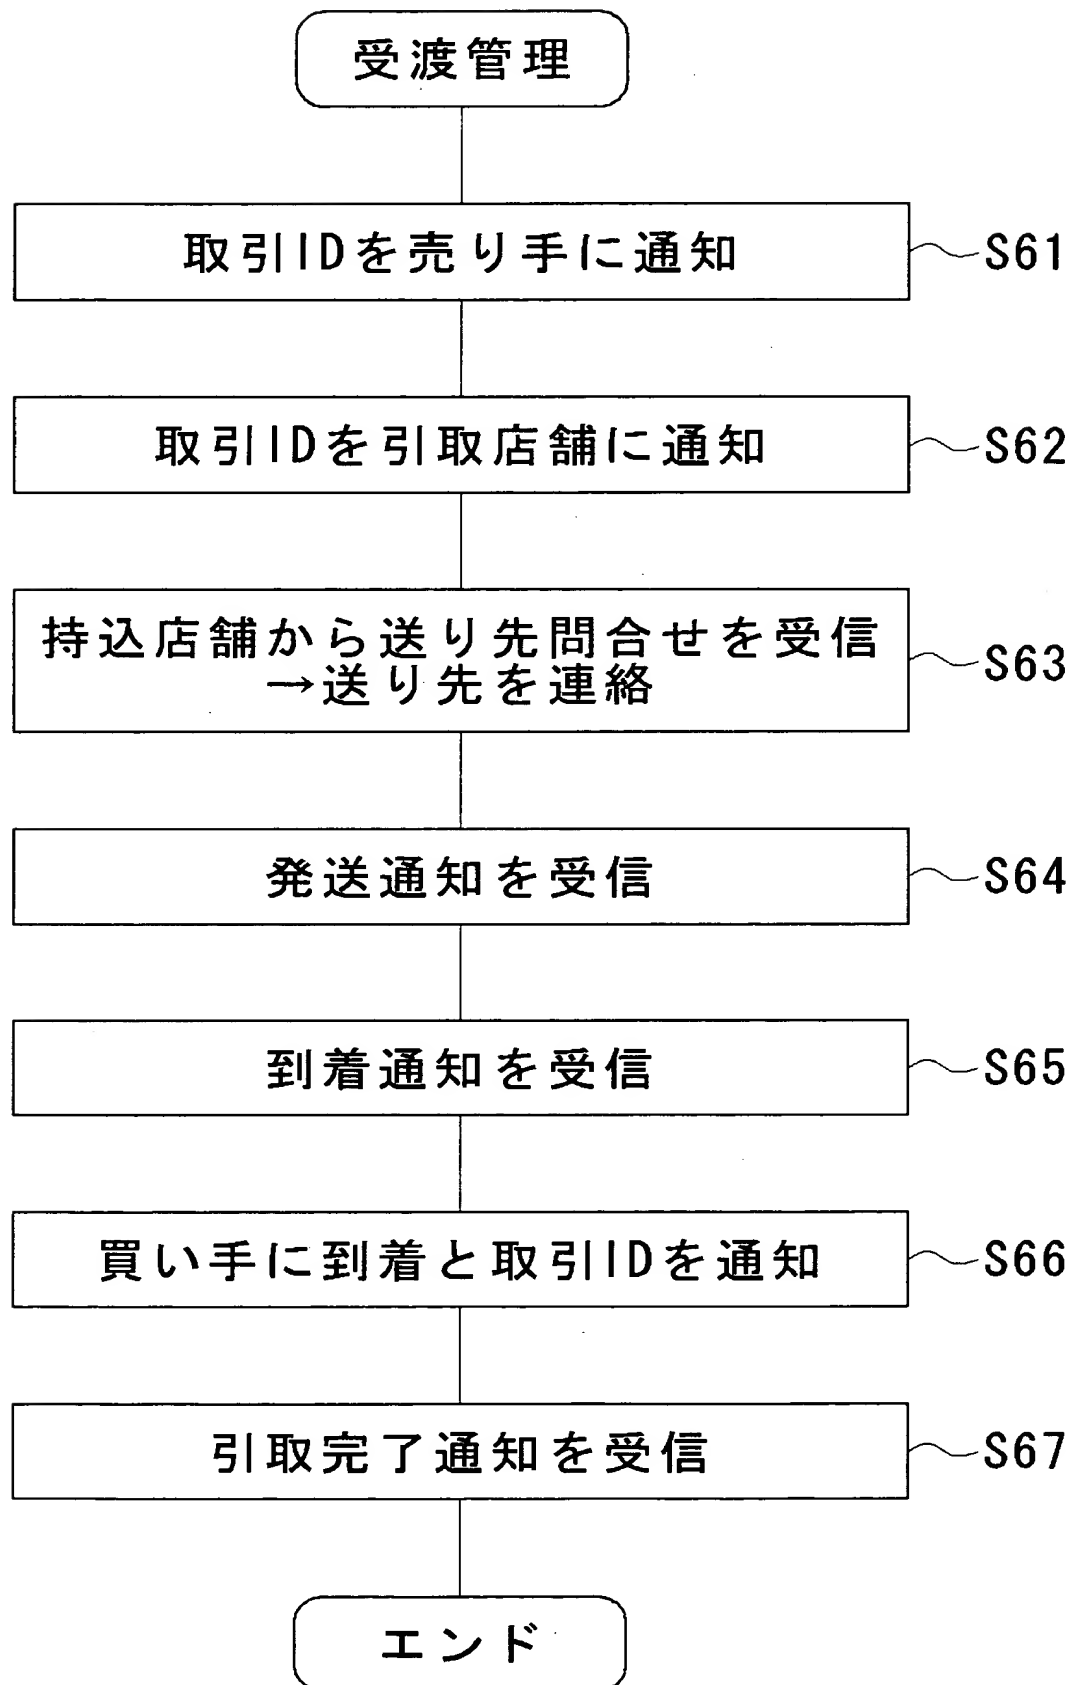 受渡管理
取引IDを売り手に通知
S61
取引IDを引取店舗に通知
S62
持込店舗から送り先問合せを受信
→送り先を連絡
S63
発送通知を受信
S64
到着通知を受信
S65
買い手に到着と取引IDを通知
S66
引取完了通知を受信
S67
エンド